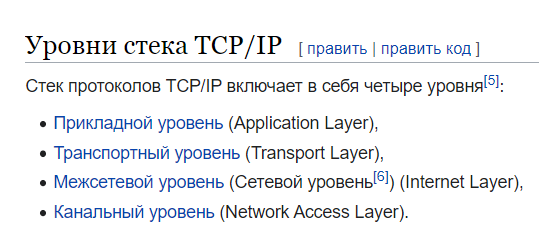 Уровни стека TCP/IP [ править | править код ]
Стек протоколов TCP/IP включает в себя четыре уровня[5]:
• Прикладной уровень (Application Layer),
• Транспортный уровень (Transport Layer),
• Межсетевой уровень (Сетевой уровень[6]) (Internet Layer),
• Канальный уровень (Network Access Layer).